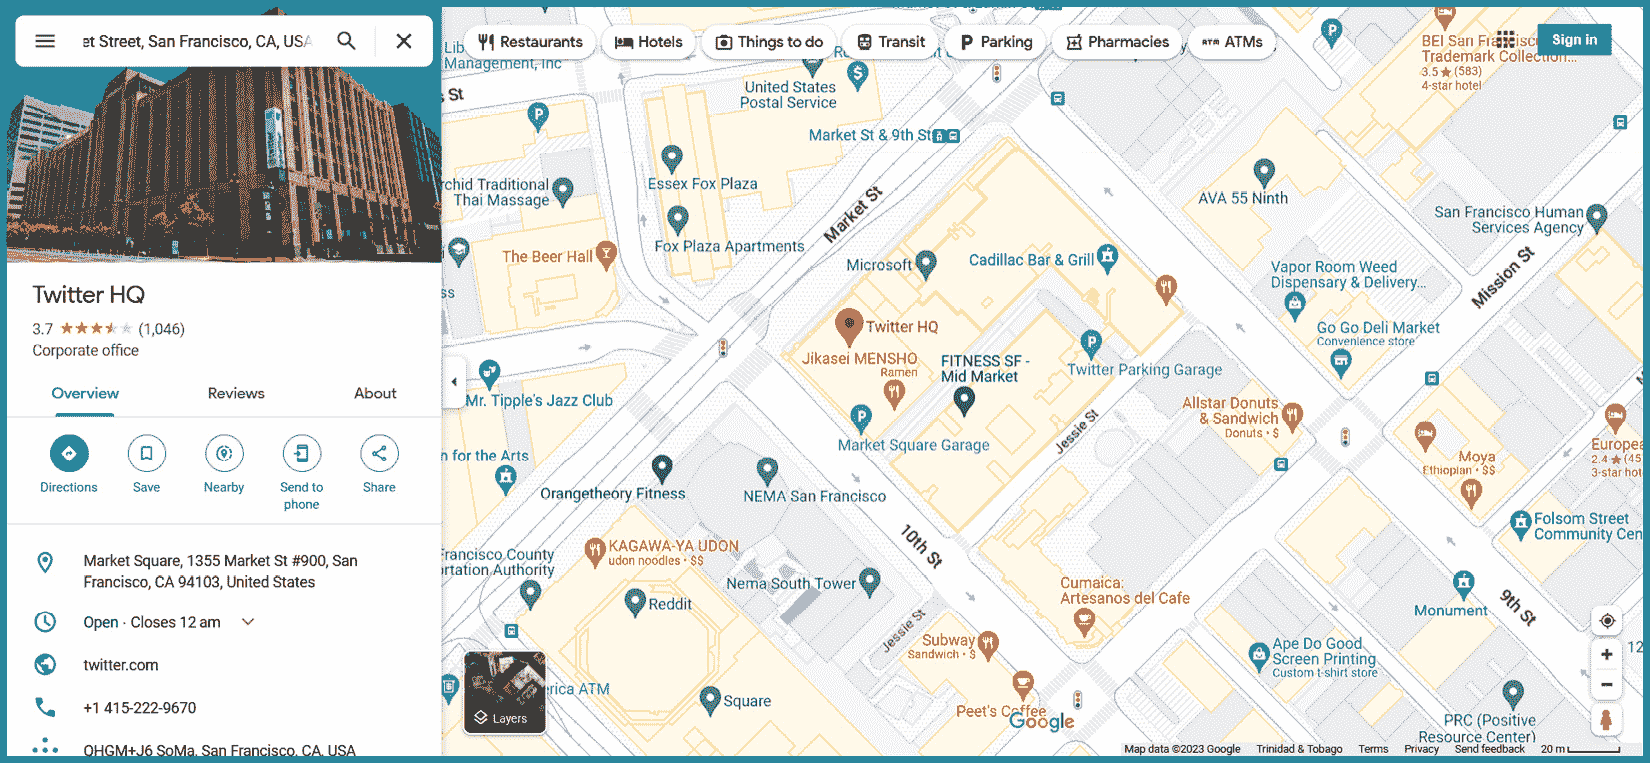 et Street, San Francisco, CA, USA
Restaurants
Hotels
Things to do
Transit
Parking
Pharmacies
ATMs
Sign in
Twitter HQ
3.7 (1,046)
Corporate office
Overview
Reviews
About
Directions
Save
Nearby
Send to
phone
Share
Market Square, 1355 Market St #900, San
Francisco, CA 94103, United States
Open · Closes 12 am
twitter.com
+1 415-222-9670
QHGM+J6 SoMa, San Francisco, CA, USA
Management, Inc
s St
United States
Postal Service
Market St & 9th St
BEI San Francisco
Trademark Collection...
3.5 (583)
4-star hotel
Essex Fox Plaza
rchid Traditional
Thai Massage
Fox Plaza Apartments
The Beer Hall
ss
Market St
AVA 55 Ninth
San Francisco Human
Services Agency
Mission St
Microsoft
Cadillac Bar & Grill
Vapor Room Weed
Dispensary & Delivery...
Go Go Deli Market
Convenience store
Twitter HQ
Jikasei MENSHO
Ramen
FITNESS SF -
Mid Market
Twitter Parking Garage
Mr. Tipple's Jazz Club
Market Square Garage
Jessie St
Allstar Donuts
& Sandwich
Donuts · $
Moya
Ethiopian · $$
Europea
2.4 (45
3-star hot
n for the Arts
Orangetheory Fitness
NEMA San Francisco
10th St
Folsom Street
Community Cen
Francisco County
ortation Authority
KAGAWA-YA UDON
udon noodles · $$
Nema South Tower
Reddit
Cumaica:
Artesanos del Cafe
Monument
9th St
Jessie St
Subway
Sandwich · $
Ape Do Good
Screen Printing
Custom t-shirt store
12
erica ATM
Square
Peet's Coffee
PRC (Positive
Resource Center)
Layers
Google
Map data ©2023 Google
Trinidad & Tobago
Terms
Privacy
Send feedback
20 m